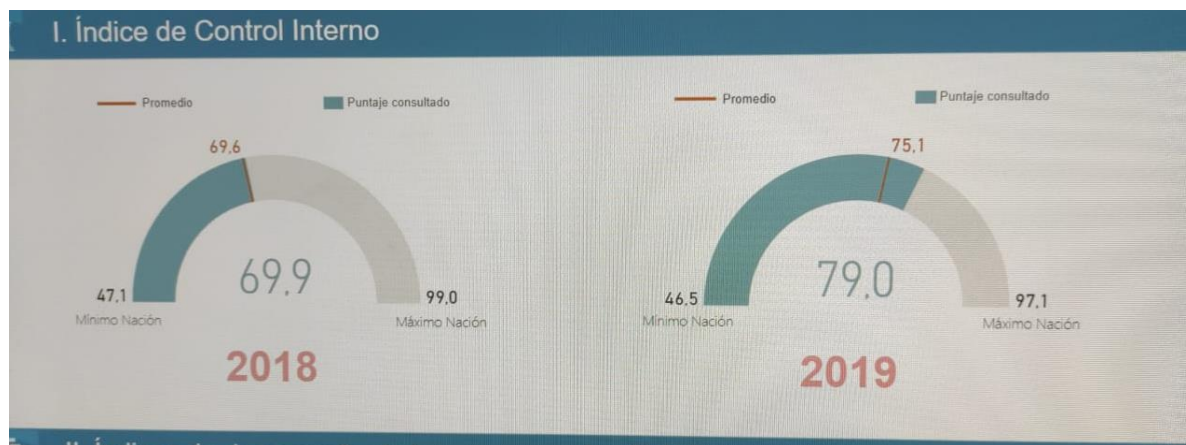 I. Índice de Control Interno
Promedio
Puntaje consultado
69,6
69,9
47,1
Mínimo Nación
99,0
Máximo Nación
2018
Promedio
Puntaje consultado
75,1
79,0
46,5
Mínimo Nación
97,1
Máximo Nación
2019